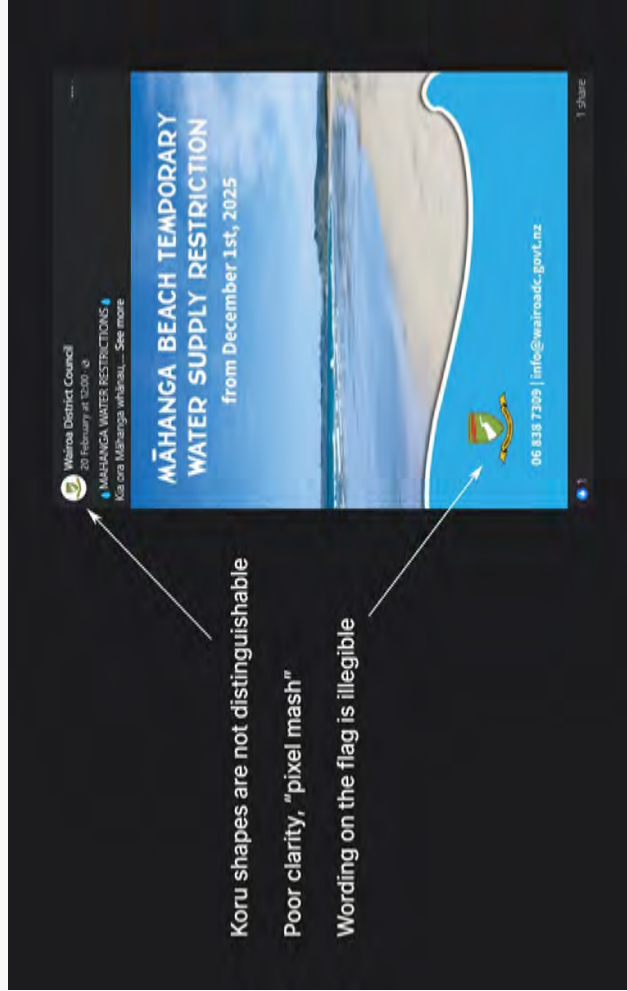 Koru shapes are not distinguishable
Poor clarity, "pixel mash"
Wording on the flag is illegible
Wairoa District Council
20 February at 12:00 ·
MAHANGA WATER RESTRICTIONS
Kia ora Māhanga whānau,... See more
MĀHANGA BEACH TEMPORARY
WATER SUPPLY RESTRICTION
from December 1st, 2025
06 838 7309 | info@wairoadc.govt.nz
1
1 share